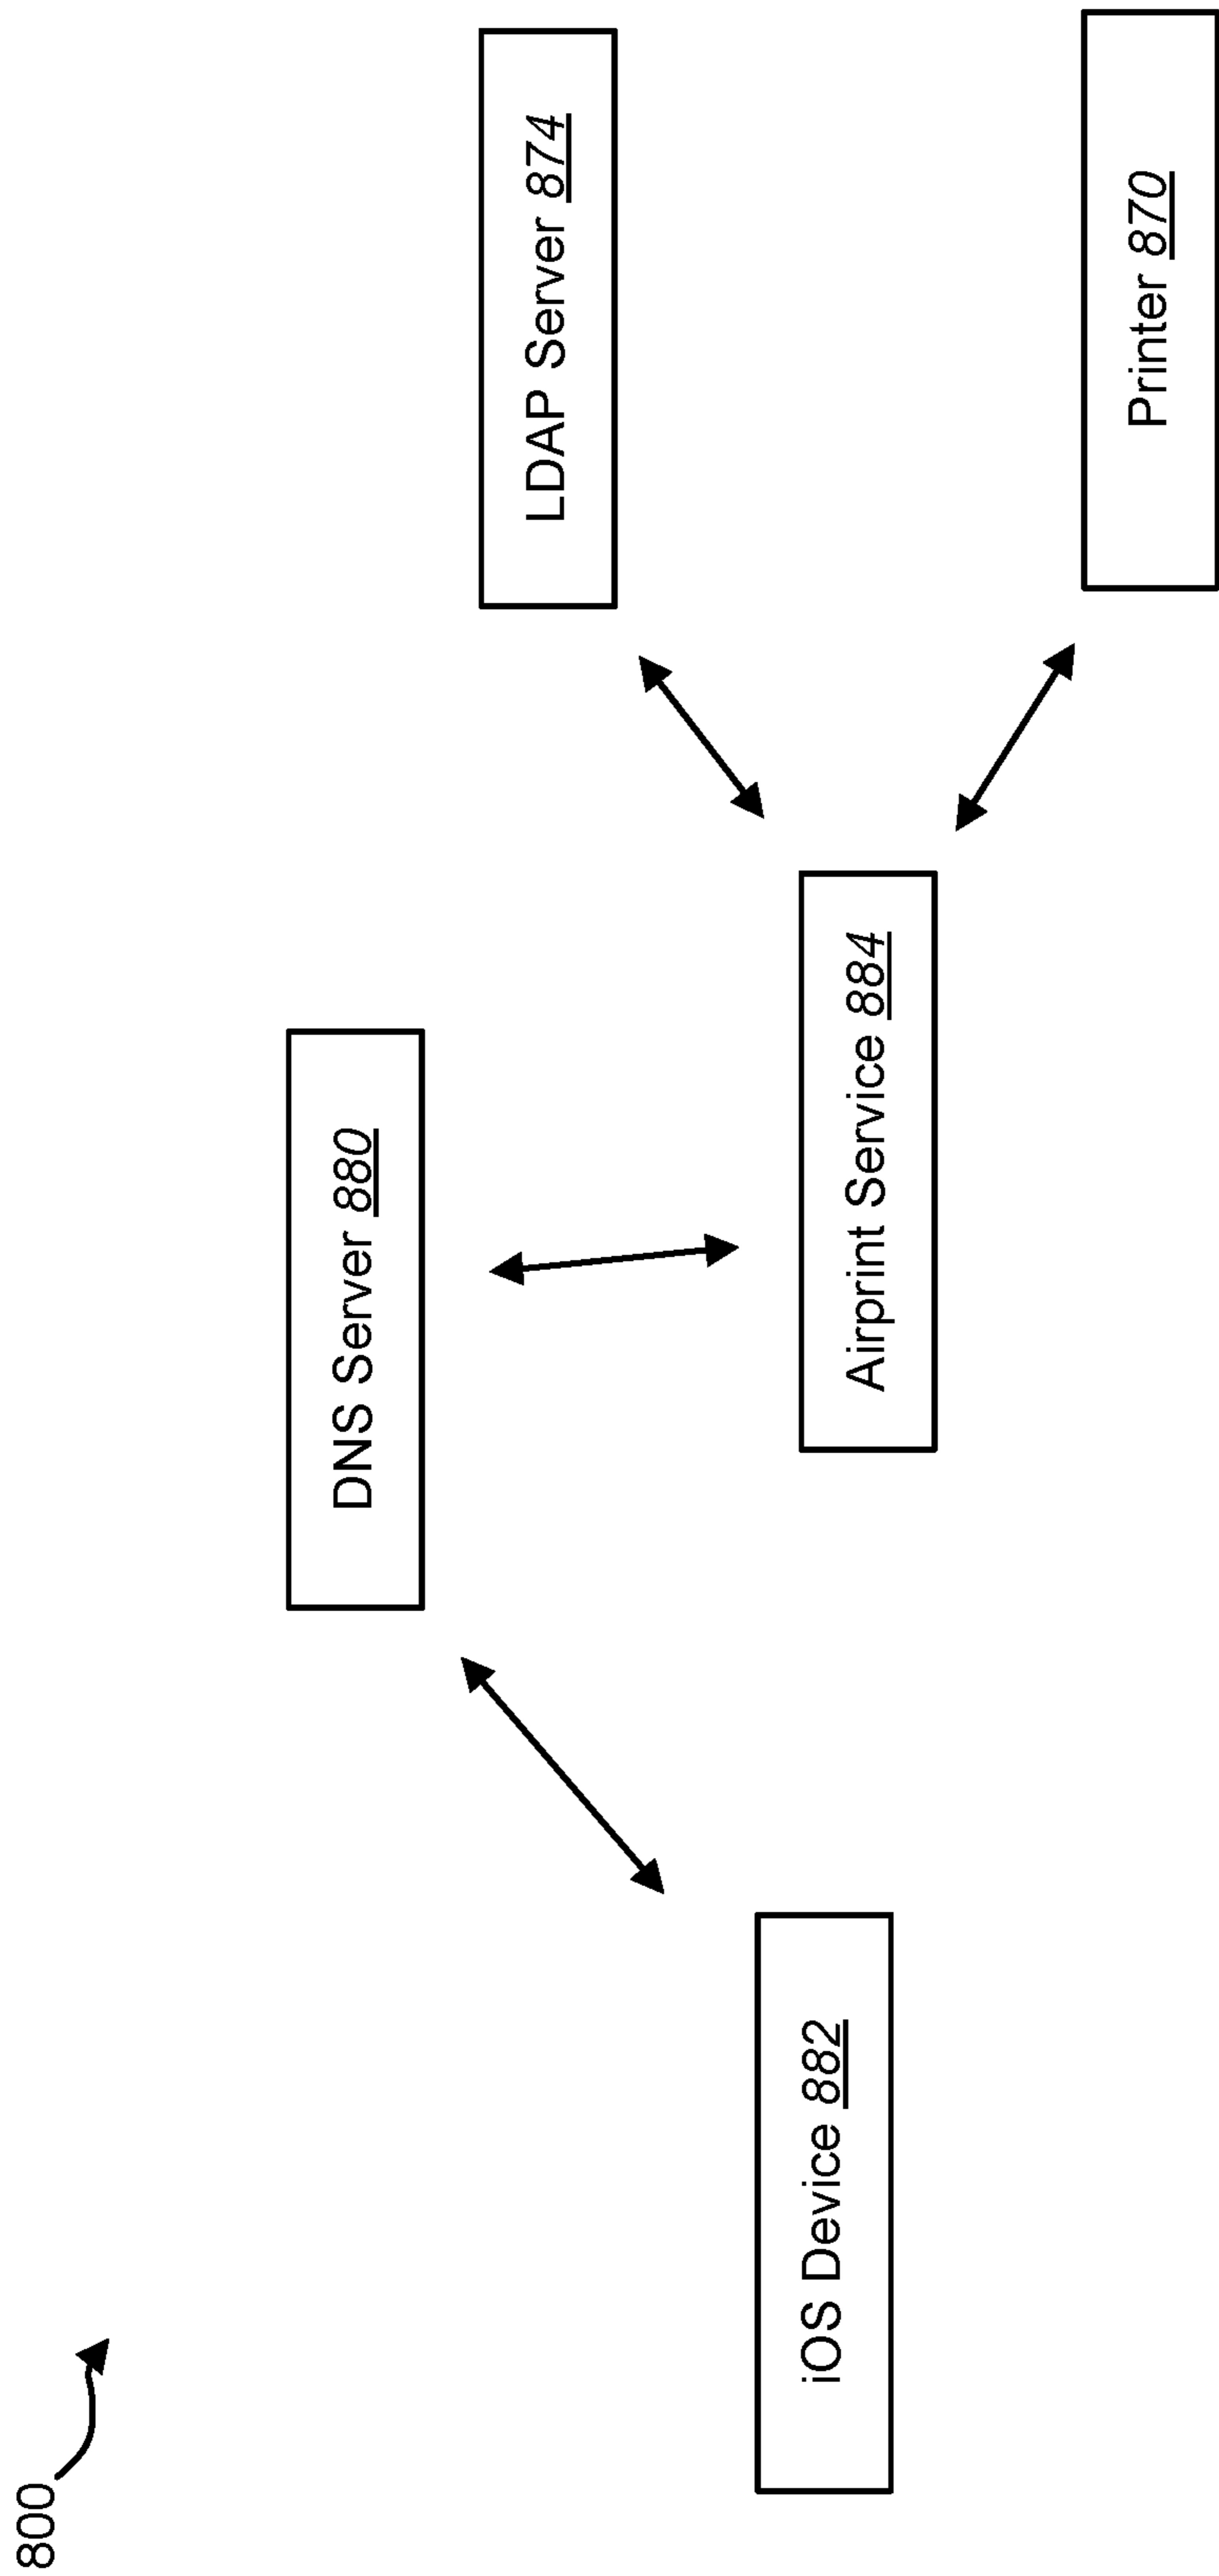 800
DNS Server 880
LDAP Server 874
iOS Device 882
Airprint Service 884
Printer 870